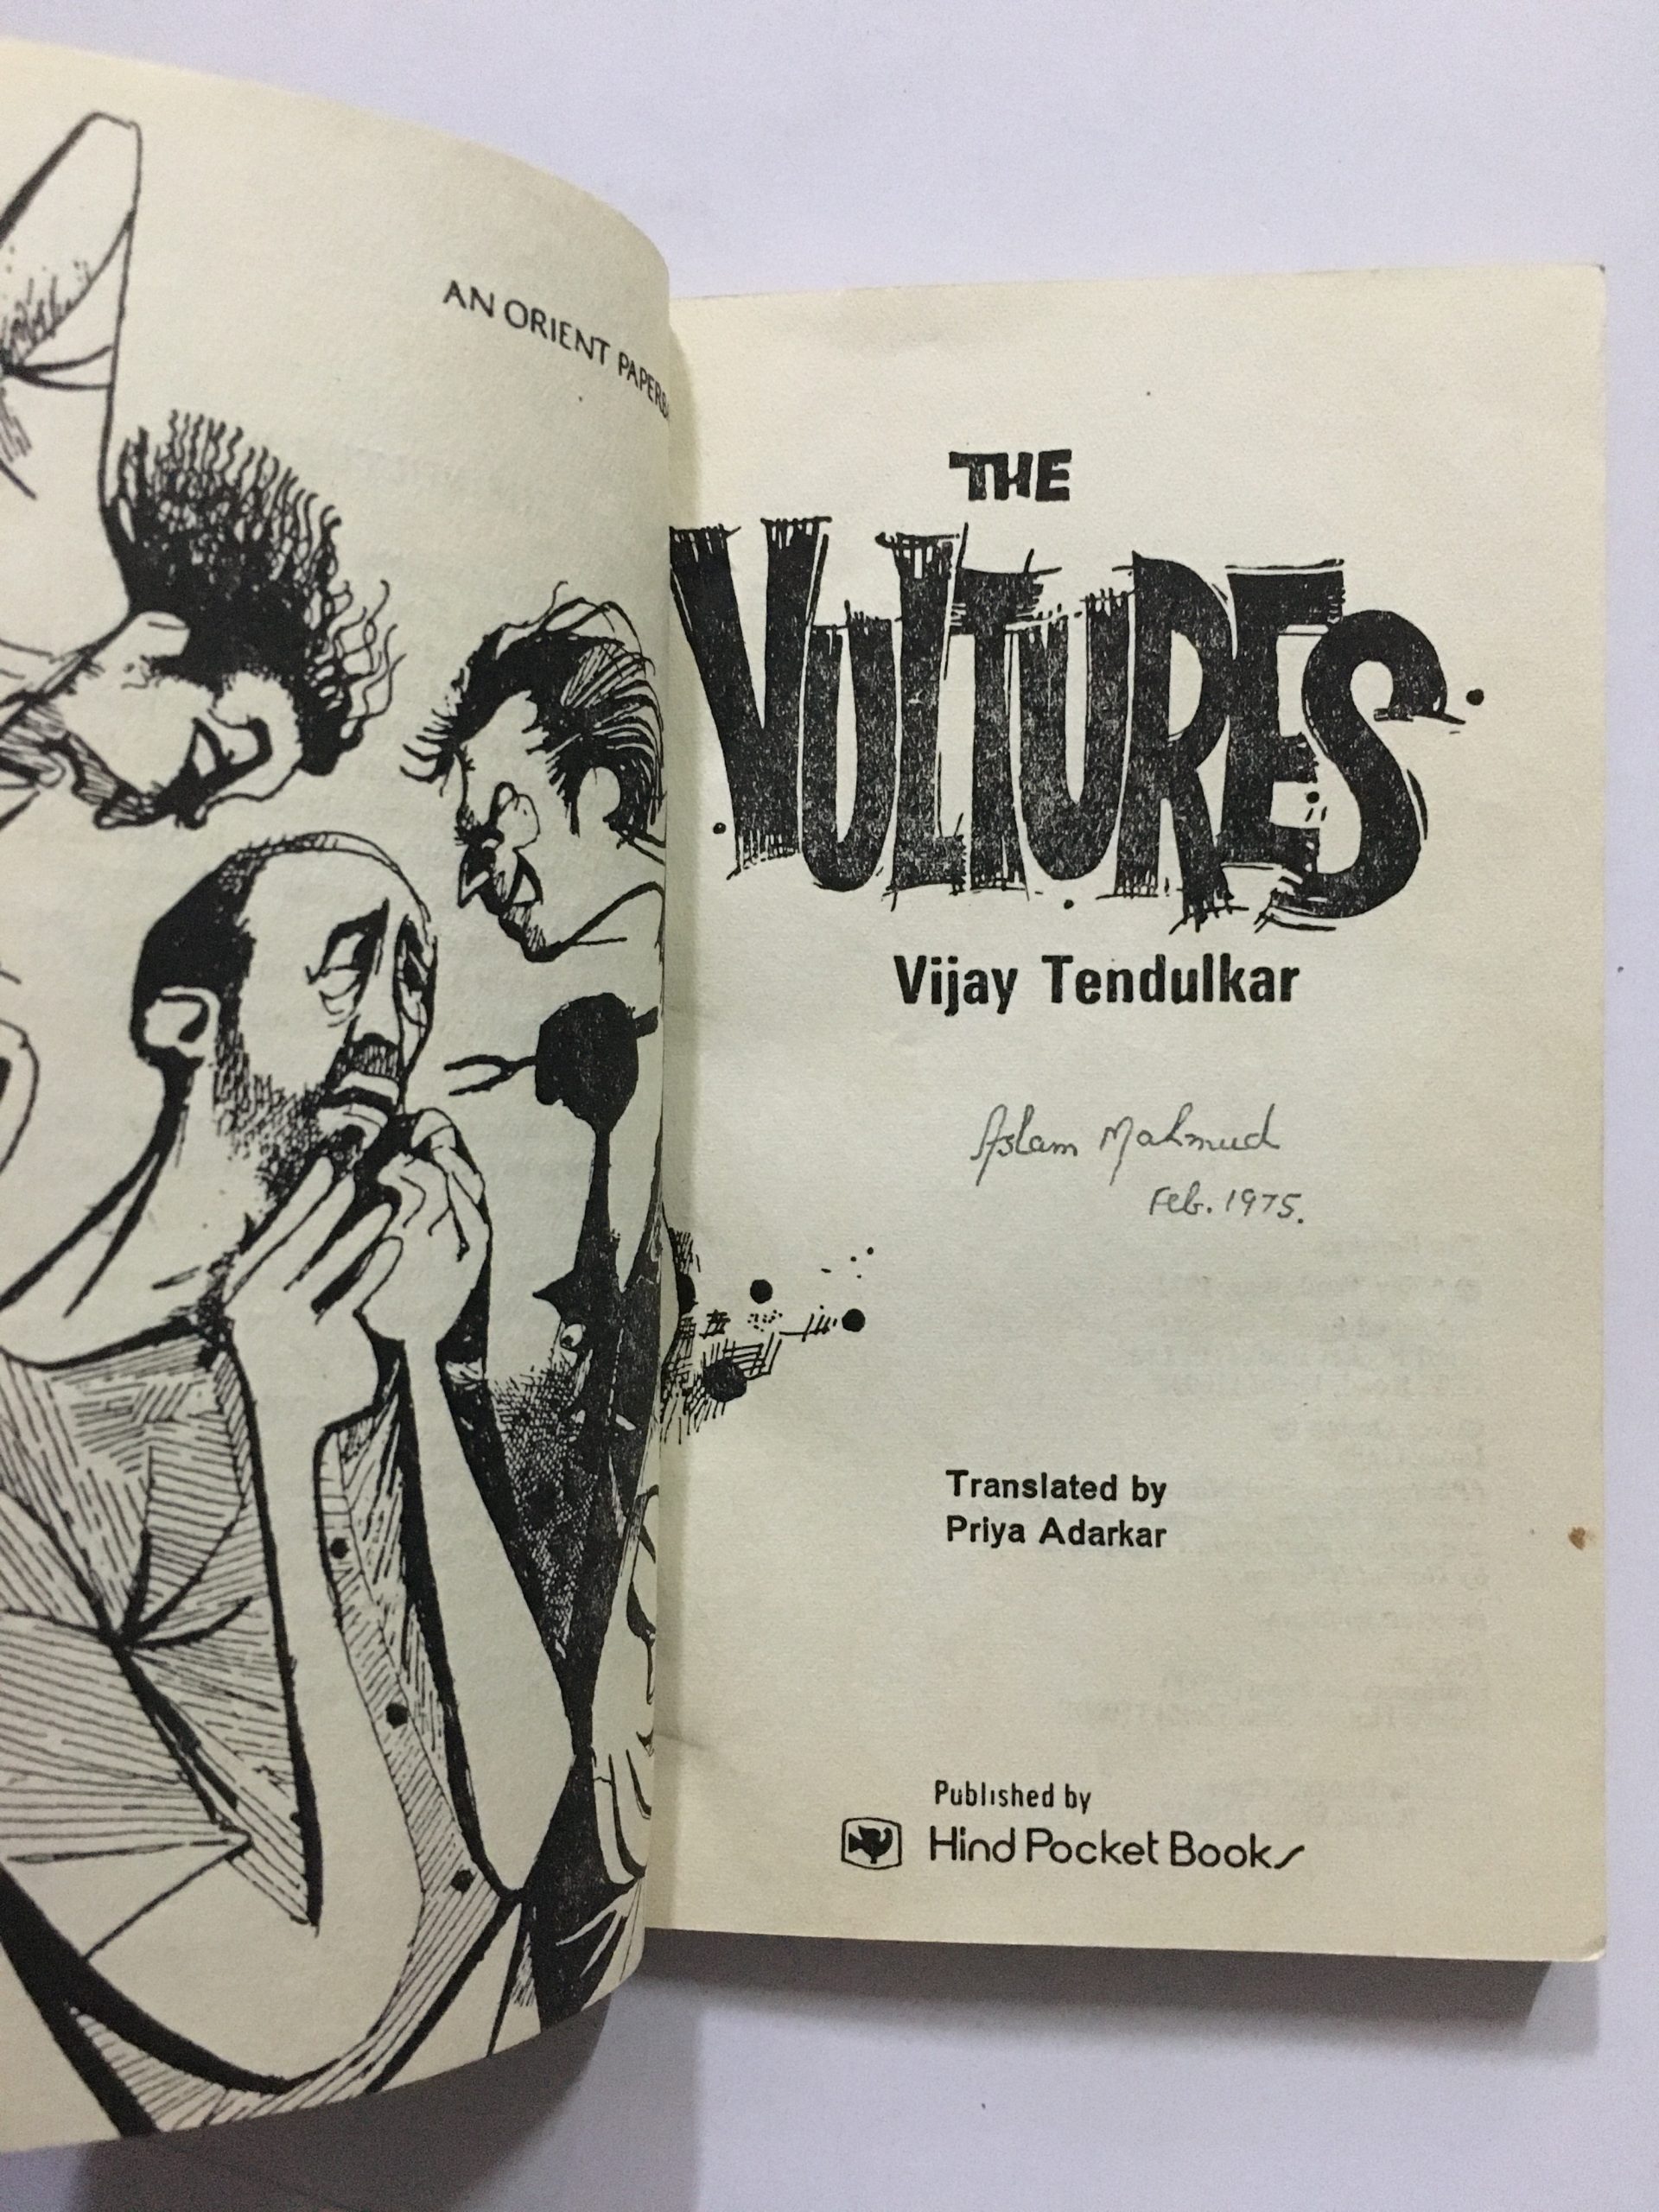 AN ORIENT PAPERB
THE
VULTURES
Vijay Tendulkar
Aslam Mahmud
Feb. 1975.
Translated by
Priya Adarkar
Published by
Hind Pocket Books